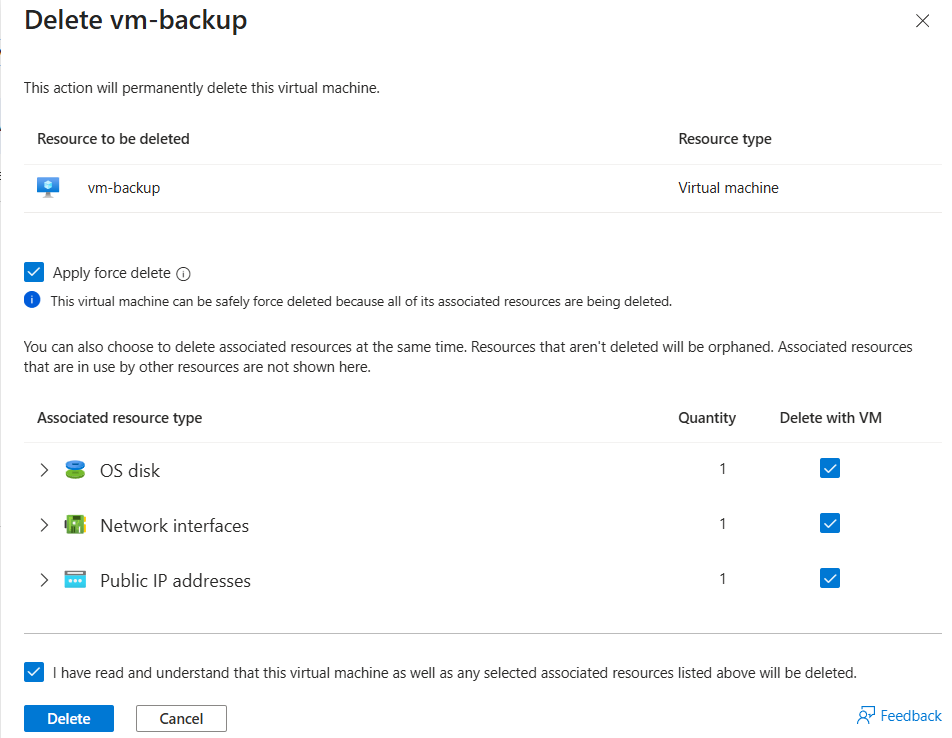 Delete vm-backup
This action will permanently delete this virtual machine.
Resource to be deleted Resource type
vm-backup Virtual machine
Apply force delete
This virtual machine can be safely force deleted because all of its associated resources are being deleted.
You can also choose to delete associated resources at the same time. Resources that aren't deleted will be orphaned. Associated resources
that are in use by other resources are not shown here.
Associated resource type Quantity Delete with VM
OS disk 1
Network interfaces 1
Public IP addresses 1
I have read and understand that this virtual machine as well as any selected associated resources listed above will be deleted.
Delete Cancel Feedback